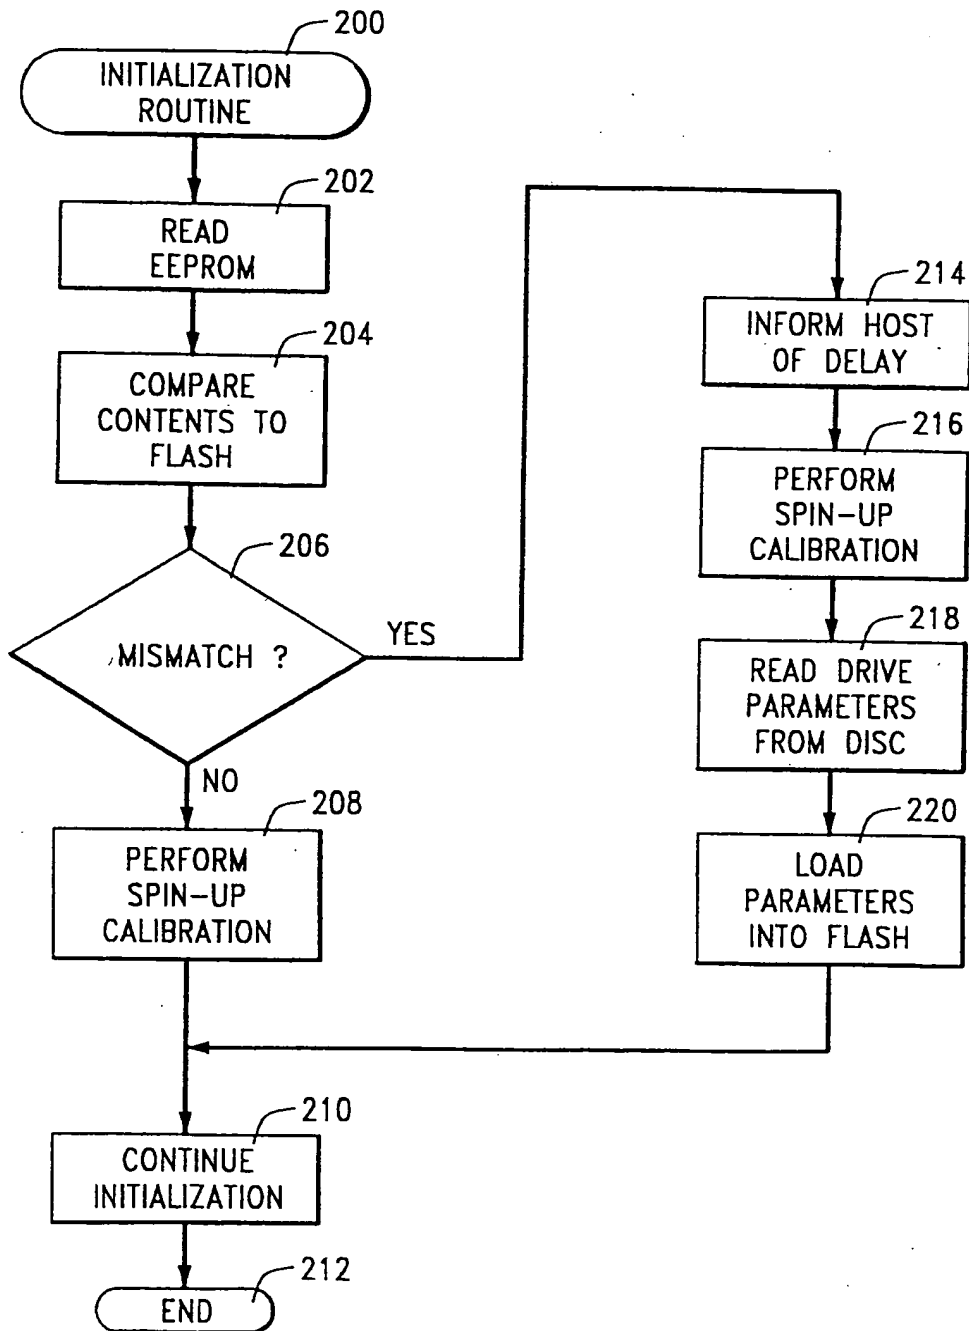 200
INITIALIZATION
ROUTINE
202
READ
EEPROM
204
COMPARE
CONTENTS TO
FLASH
206
MISMATCH ?
YES
NO
208
PERFORM
SPIN-UP
CALIBRATION
214
INFORM HOST
OF DELAY
216
PERFORM
SPIN-UP
CALIBRATION
218
READ DRIVE
PARAMETERS
FROM DISC
220
LOAD
PARAMETERS
INTO FLASH
210
CONTINUE
INITIALIZATION
212
END